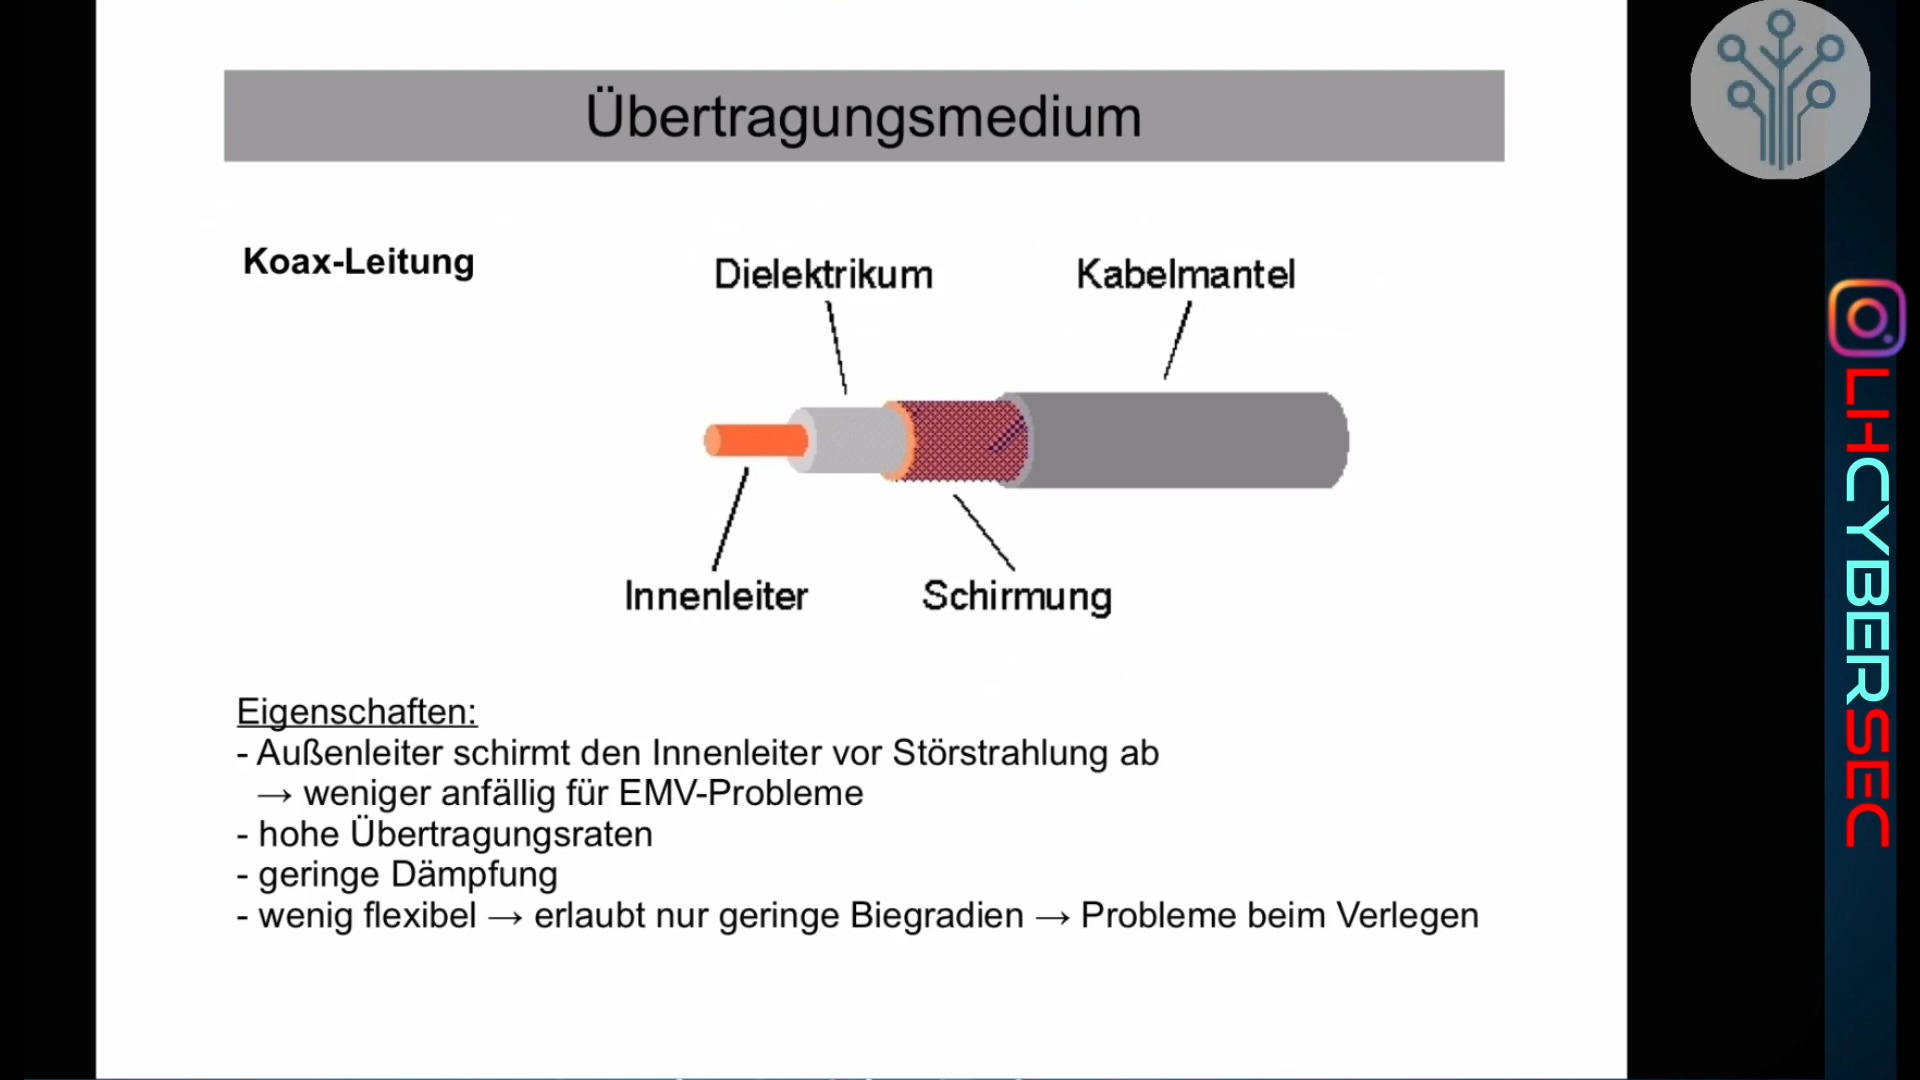 Übertragungsmedium
Koax-Leitung
Dielektrikum
Kabelmantel
Innenleiter
Schirmung
Eigenschaften:
- Außenleiter schirmt den Innenleiter vor Störstrahlung ab
→ weniger anfällig für EMV-Probleme
- hohe Übertragungsraten
- geringe Dämpfung
- wenig flexibel → erlaubt nur geringe Biegradien → Probleme beim Verlegen
LHCYBERSEC